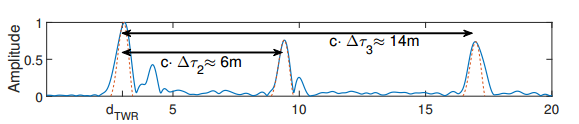 1
0.5
0
Amplitude
c· Δτ₃≈ 14m
c· Δτ₂≈ 6m
d_TWR 5 10 15 20